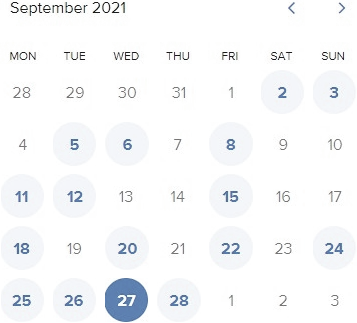 September 2021
MON TUE WED THU FRI SAT SUN
28 29 30 31 1 2 3
4 5 6 7 8 9 10
11 12 13 14 15 16 17
18 19 20 21 22 23 24
25 26 27 28 1 2 3